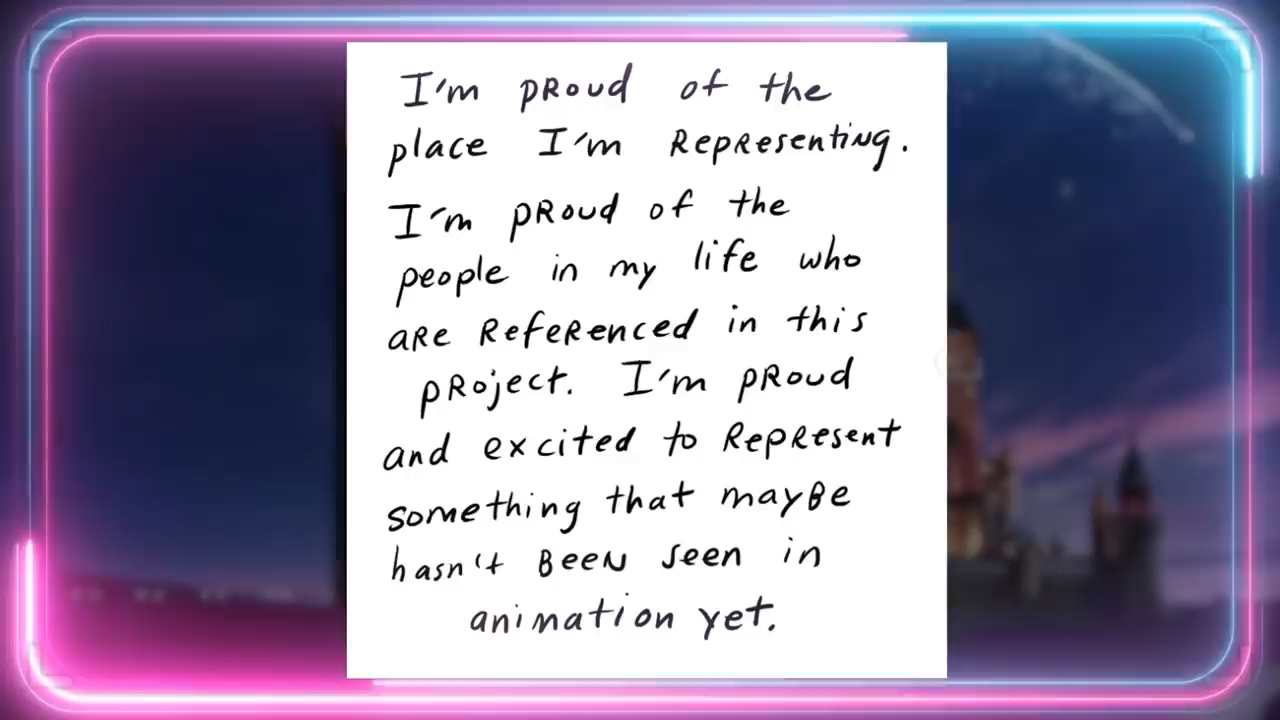 I'm proud of the
place I'm Representing.
I'm proud of the
people in my life who
are Referenced in this
project. I'm proud
and excited to Represent
something that maybe
hasn't Been seen in
animation yet.